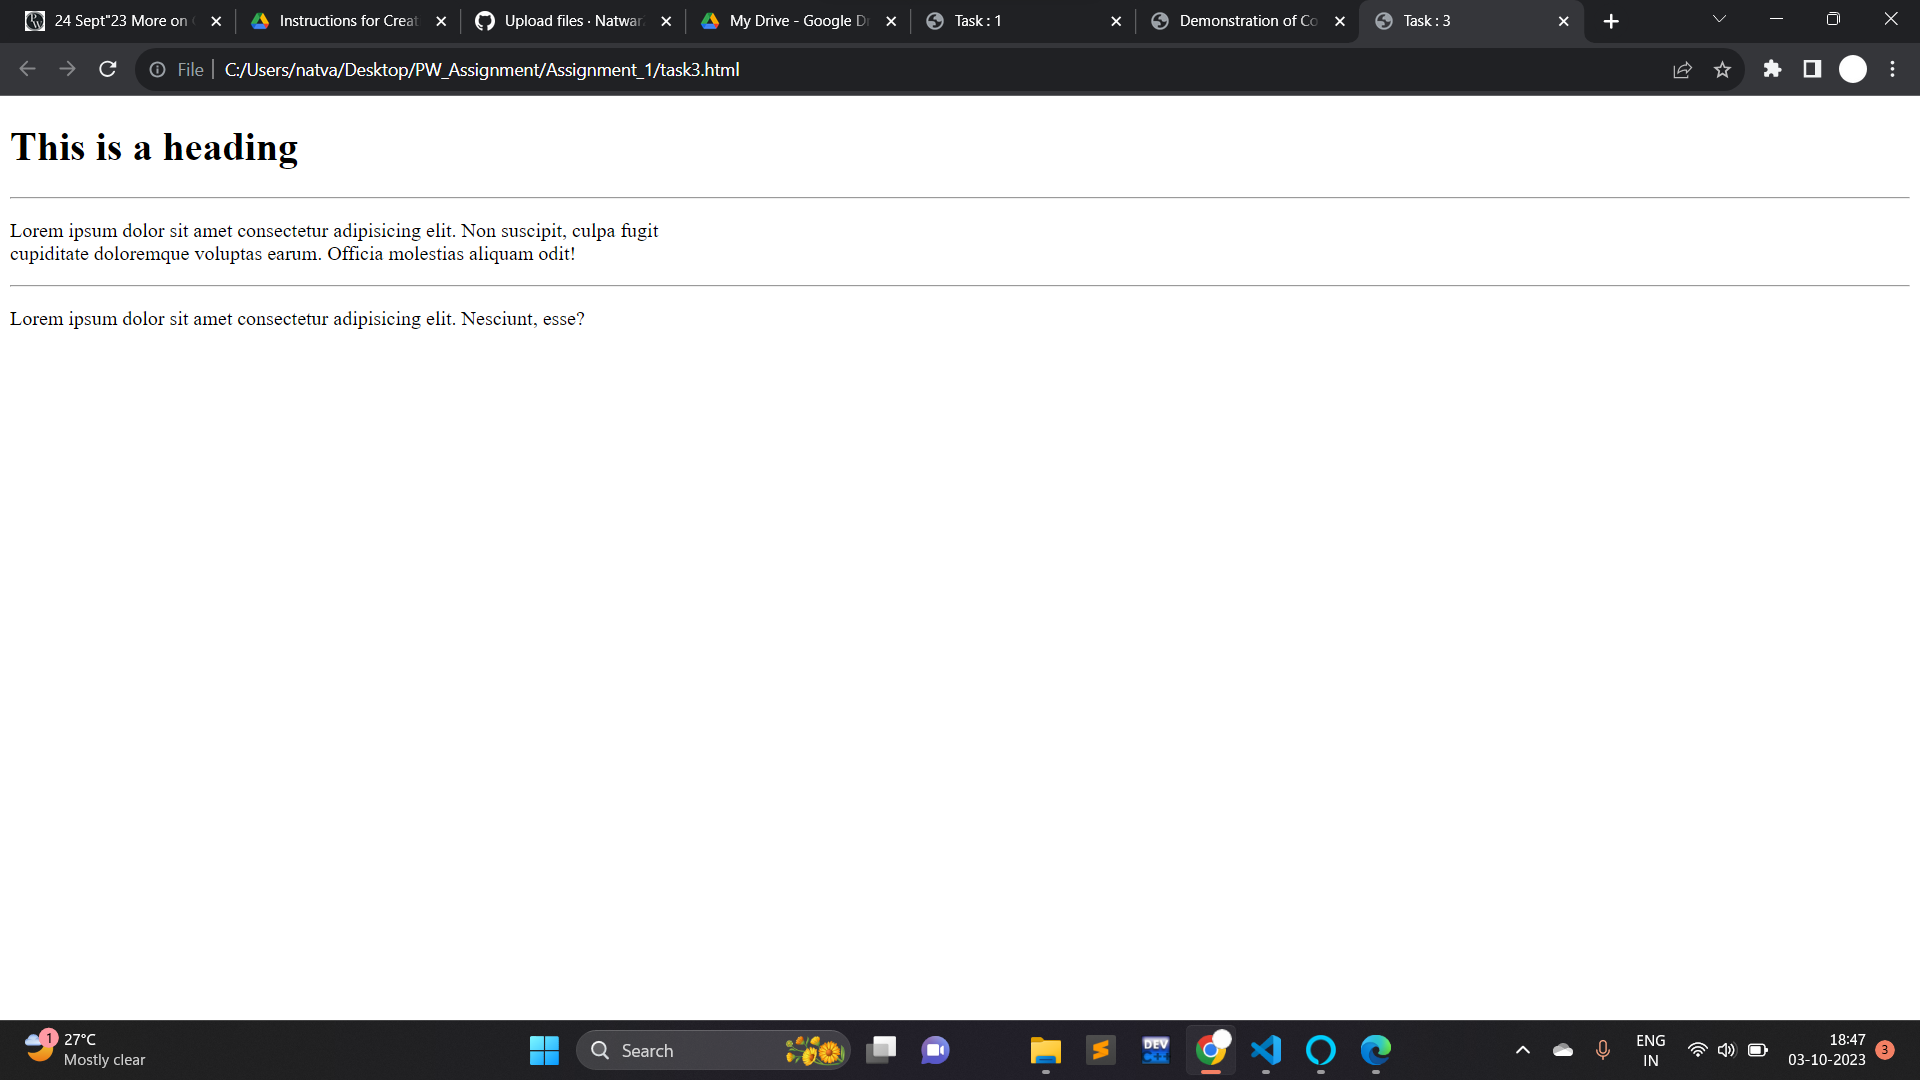 24 Sept"23 More on
Instructions for Creat
Upload files · Natwar
My Drive - Google Dr
Task : 1
Demonstration of Co
Task : 3
File
C:/Users/natva/Desktop/PW_Assignment/Assignment_1/task3.html
This is a heading
Lorem ipsum dolor sit amet consectetur adipisicing elit. Non suscipit, culpa fugit
cupiditate doloremque voluptas earum. Officia molestias aliquam odit!
Lorem ipsum dolor sit amet consectetur adipisicing elit. Nesciunt, esse?
1
27°C
Mostly clear
Search
DEV
ENG
IN
18:47
03-10-2023
3